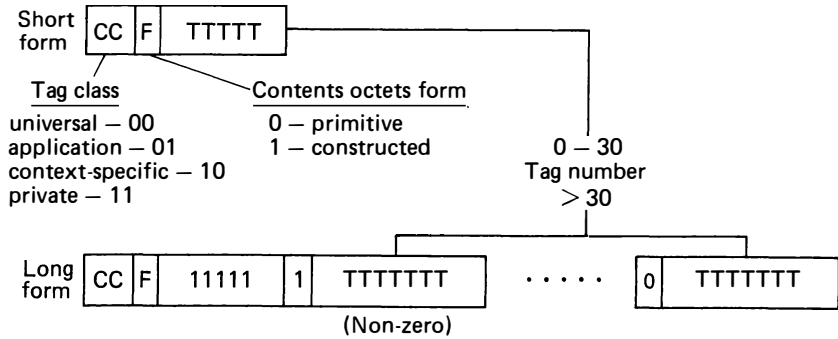 Short form CC F TTTTT
Tag class
universal – 00
application – 01
context-specific – 10
private – 11
Contents octets form
0 – primitive
1 – constructed
0 – 30
Tag number
> 30
Long form CC F 11111 1 TTTTTTT ..... 0 TTTTTTT
(Non-zero)